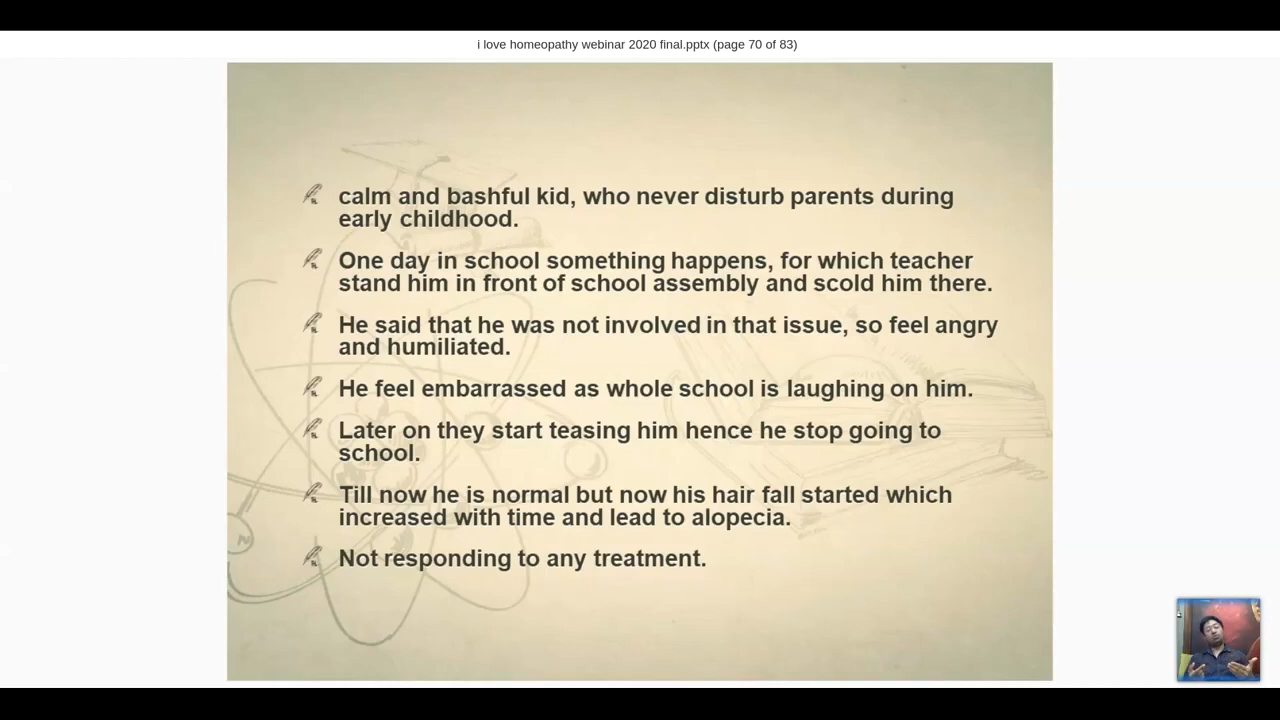 i love homeopathy webinar 2020 final.pptx (page 70 of 83)
calm and bashful kid, who never disturb parents during
early childhood.
One day in school something happens, for which teacher
stand him in front of school assembly and scold him there.
He said that he was not involved in that issue, so feel angry
and humiliated.
He feel embarrassed as whole school is laughing on him.
Later on they start teasing him hence he stop going to
school.
Till now he is normal but now his hair fall started which
increased with time and lead to alopecia.
Not responding to any treatment.